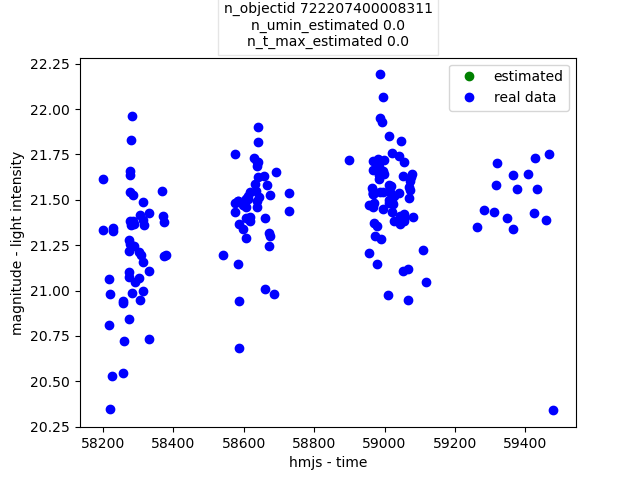 n_objectid 722207400008311
n_umin_estimated 0.0
n_t_max_estimated 0.0
22.25
22.00
21.75
21.50
21.25
21.00
20.75
20.50
20.25
magnitude - light intensity
estimated
real data
58200 58400 58600 58800 59000 59200 59400
hmjs - time